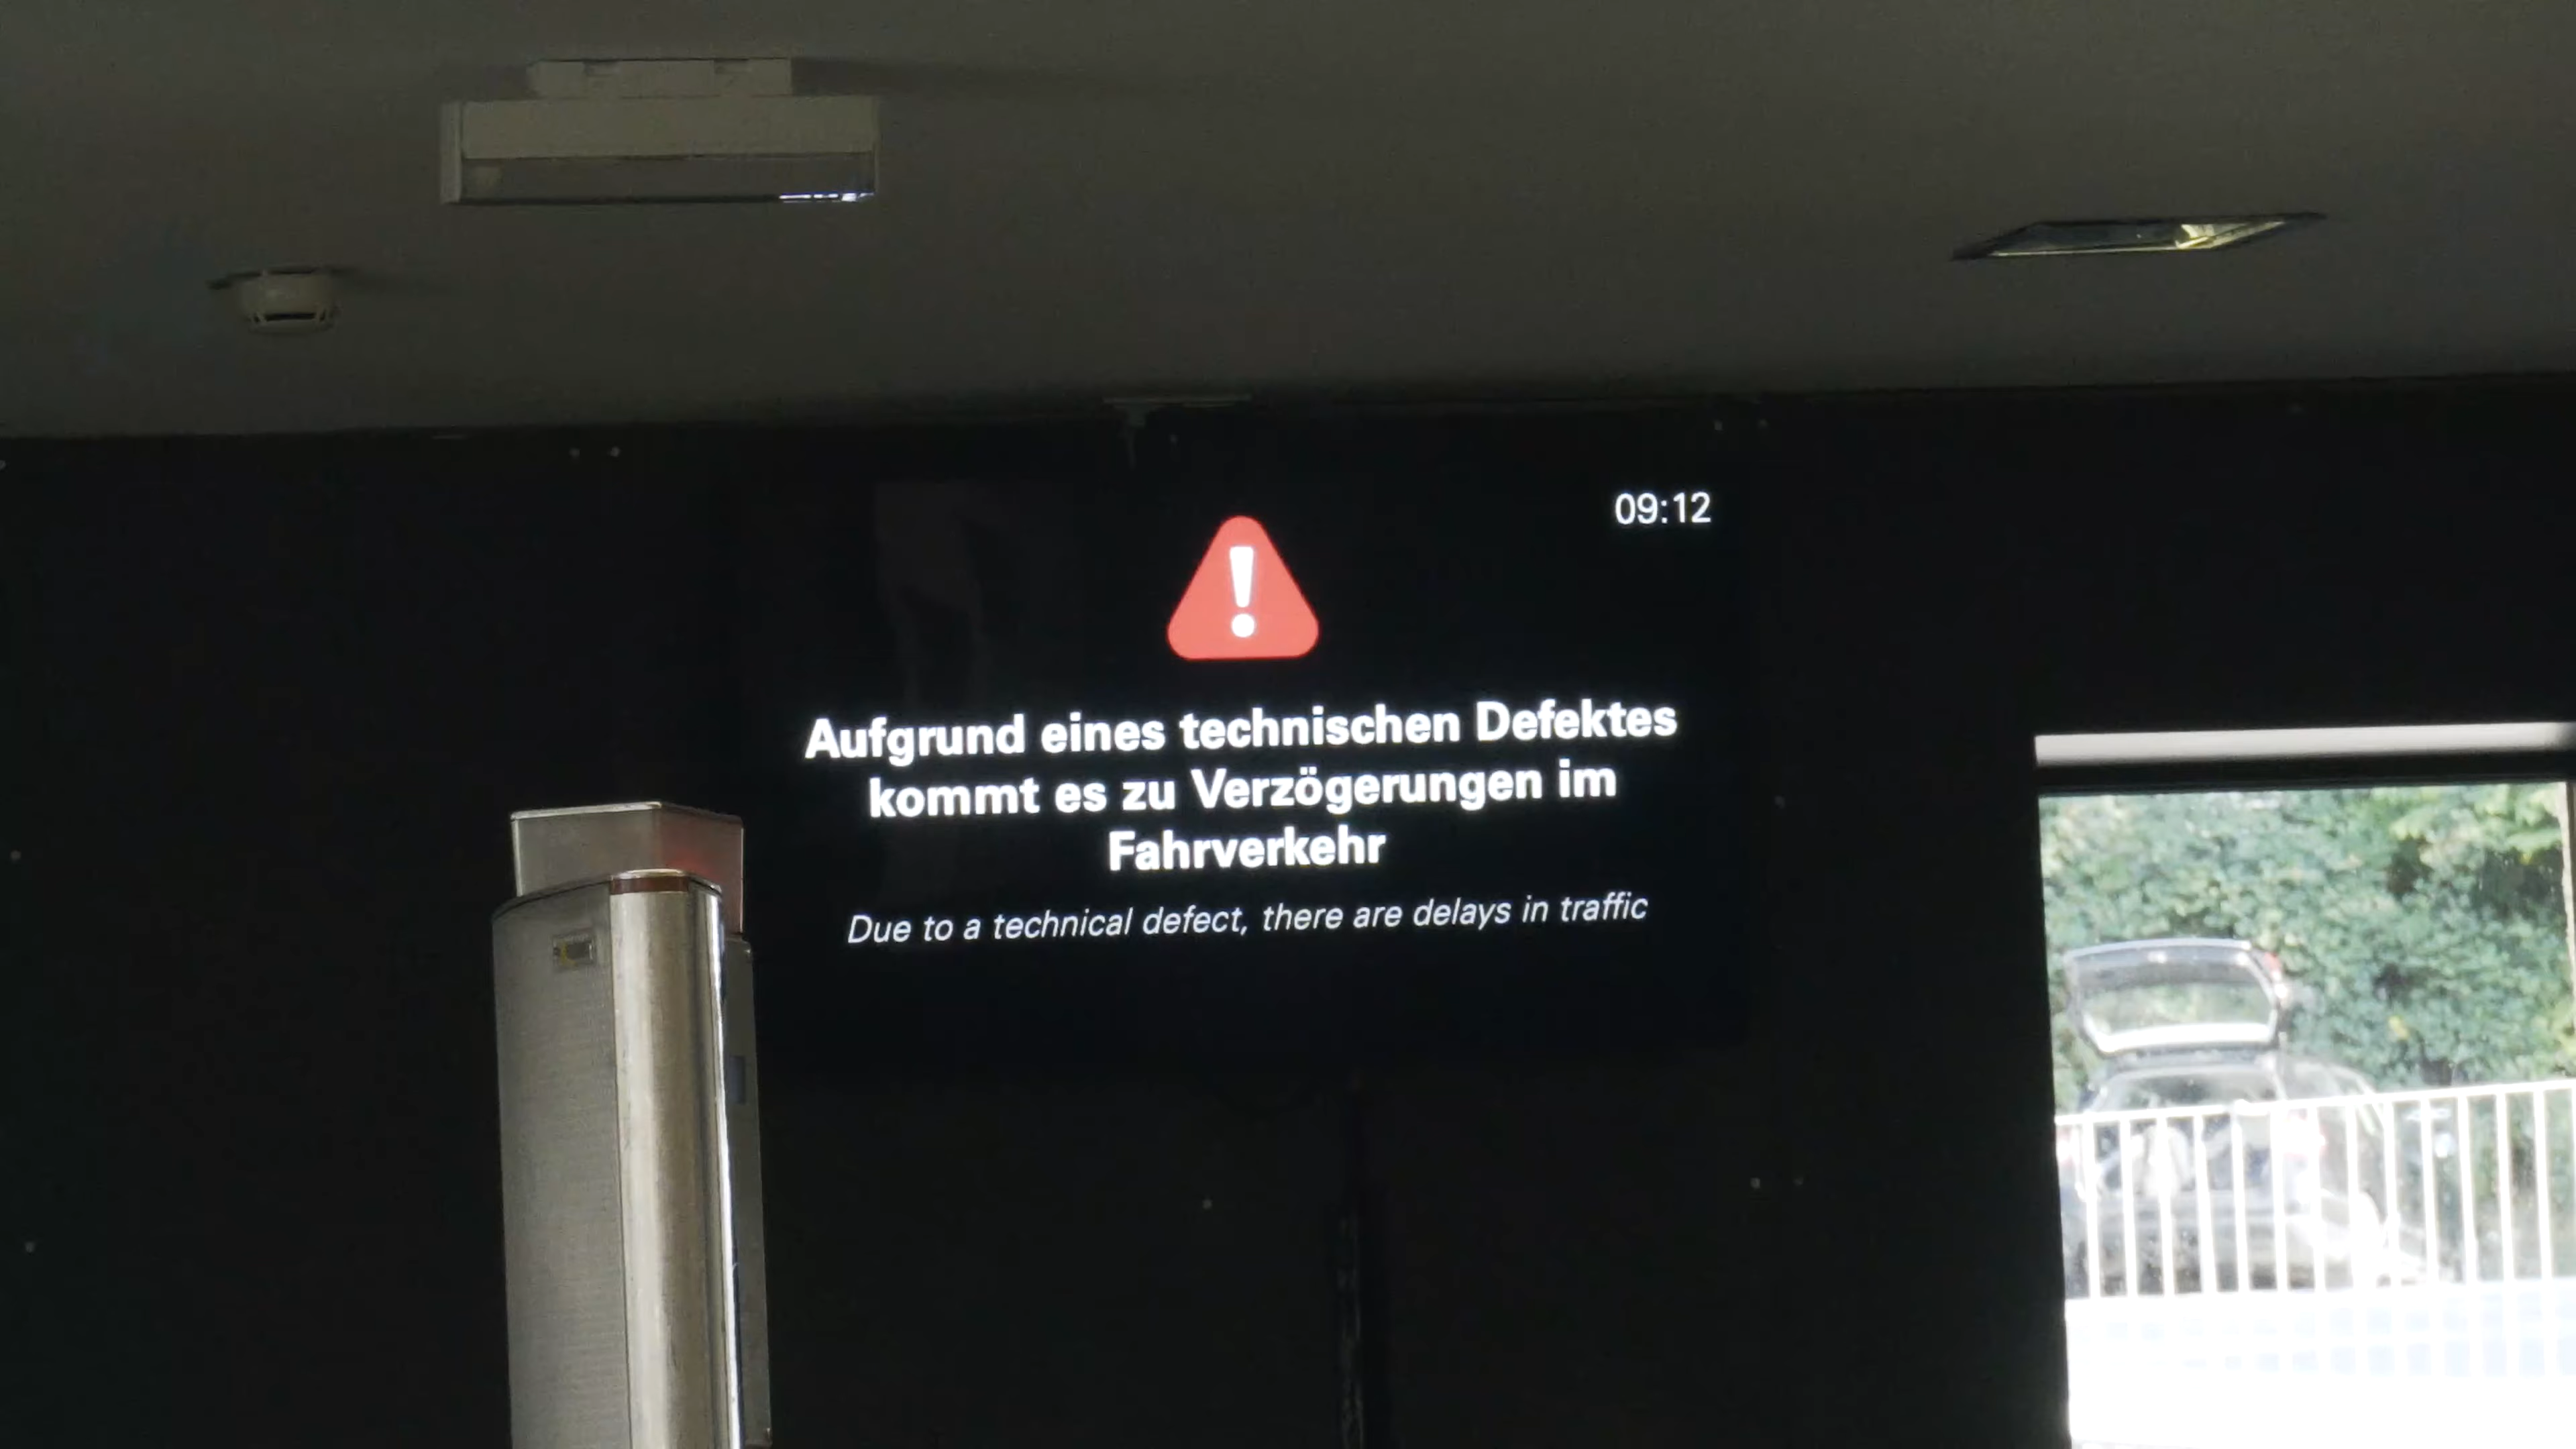 09:12
Aufgrund eines technischen Defektes
kommt es zu Verzögerungen im
Fahrverkehr
Due to a technical defect, there are delays in traffic